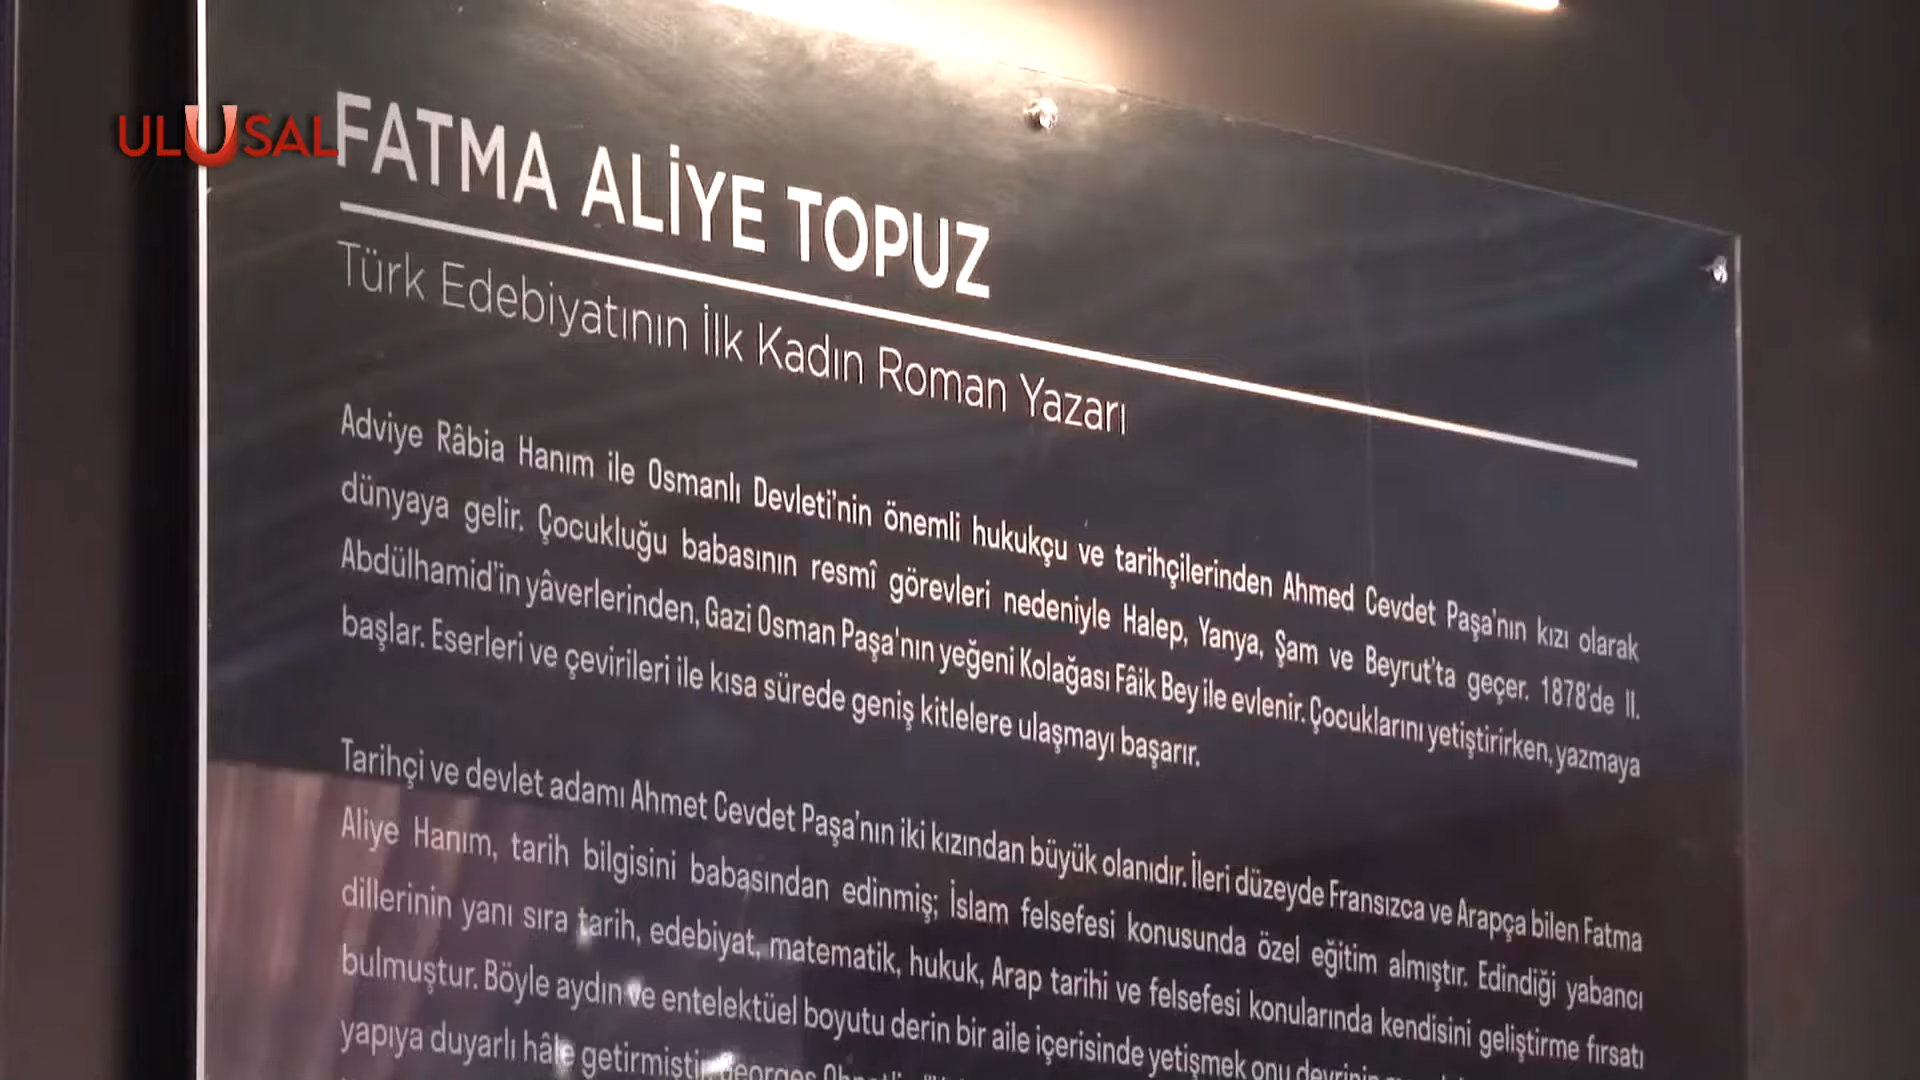 ULUSAL
FATMA ALİYE TOPUZ
Türk Edebiyatının İlk Kadın Roman Yazarı
Adviye Râbia Hanım ile Osmanlı Devleti'nin önemli hukukçu ve tarihçilerinden Ahmed Cevdet Paşa'nın kızı olarak
dünyaya gelir. Çocukluğu babasının resmî görevleri nedeniyle Halep, Yanya, Şam ve Beyrut'ta geçer. 1878'de II.
Abdülhamid'in yâverlerinden, Gazi Osman Paşa'nın yeğeni Kolağası Fâik Bey ile evlenir. Çocuklarını yetiştirirken, yazmaya
başlar. Eserleri ve çevirileri ile kısa sürede geniş kitlelere ulaşmayı başarır.
Tarihçi ve devlet adamı Ahmet Cevdet Paşa'nın iki kızından büyük olanıdır. İleri düzeyde Fransızca ve Arapça bilen Fatma
Aliye Hanım, tarih bilgisini babasından edinmiş; İslam felsefesi konusunda özel eğitim almıştır. Edindiği yabancı
dillerinin yanı sıra tarih, edebiyat, matematik, hukuk, Arap tarihi ve felsefesi konularında kendisini geliştirme fırsatı
bulmuştur. Böyle aydın ve entelektüel boyutu derin bir aile içerisinde yetişmek onu devrinin
yapıya duyarlı hâle getirmiştir. Georges